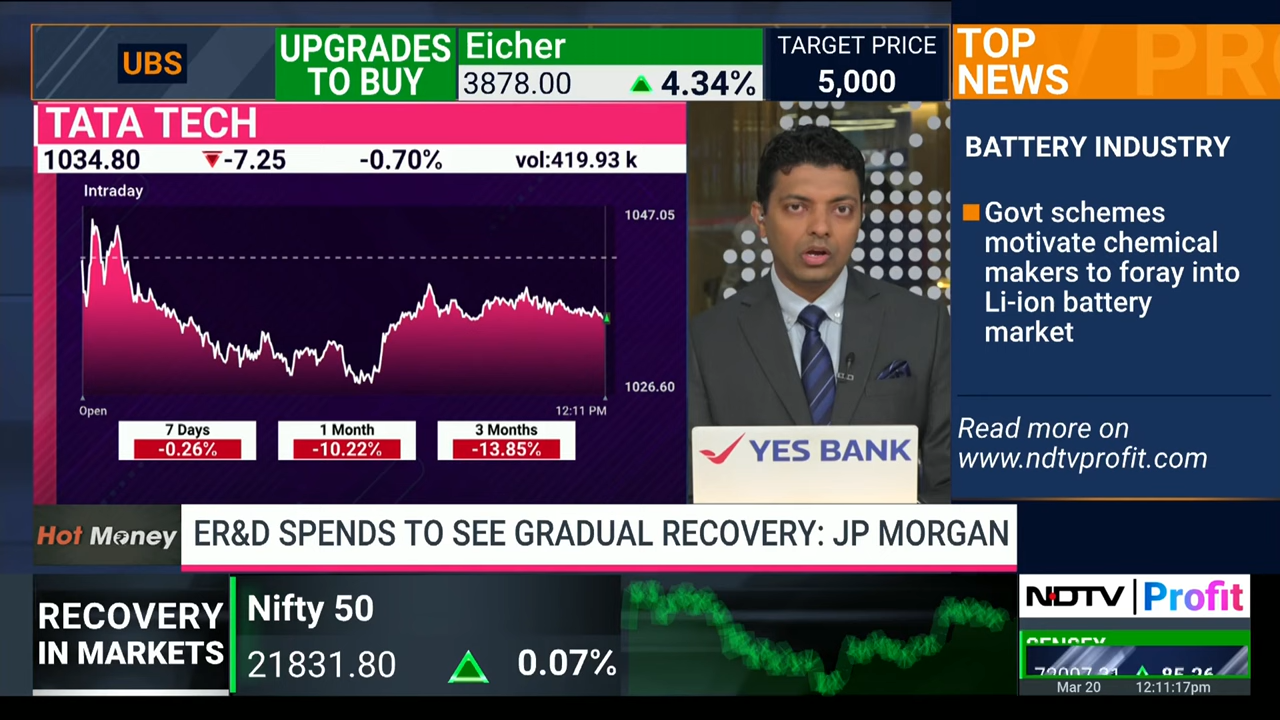 UBS
UPGRADES
TO BUY
Eicher
3878.00 ▲ 4.34%
TARGET PRICE
5,000
TOP
NEWS
TATA TECH
1034.80 ▼-7.25 -0.70% vol:419.93 k
Intraday
1047.05
1026.60
Open 12:11 PM
7 Days
-0.26%
1 Month
-10.22%
3 Months
-13.85%
YES BANK
BATTERY INDUSTRY
Govt schemes
motivate chemical
makers to foray into
Li-ion battery
market
Read more on
www.ndtvprofit.com
Hot Money
ER&D SPENDS TO SEE GRADUAL RECOVERY: JP MORGAN
RECOVERY
IN MARKETS
Nifty 50
21831.80 ▲ 0.07%
NDTV Profit
SENSEX
Mar 20 12:11:17pm